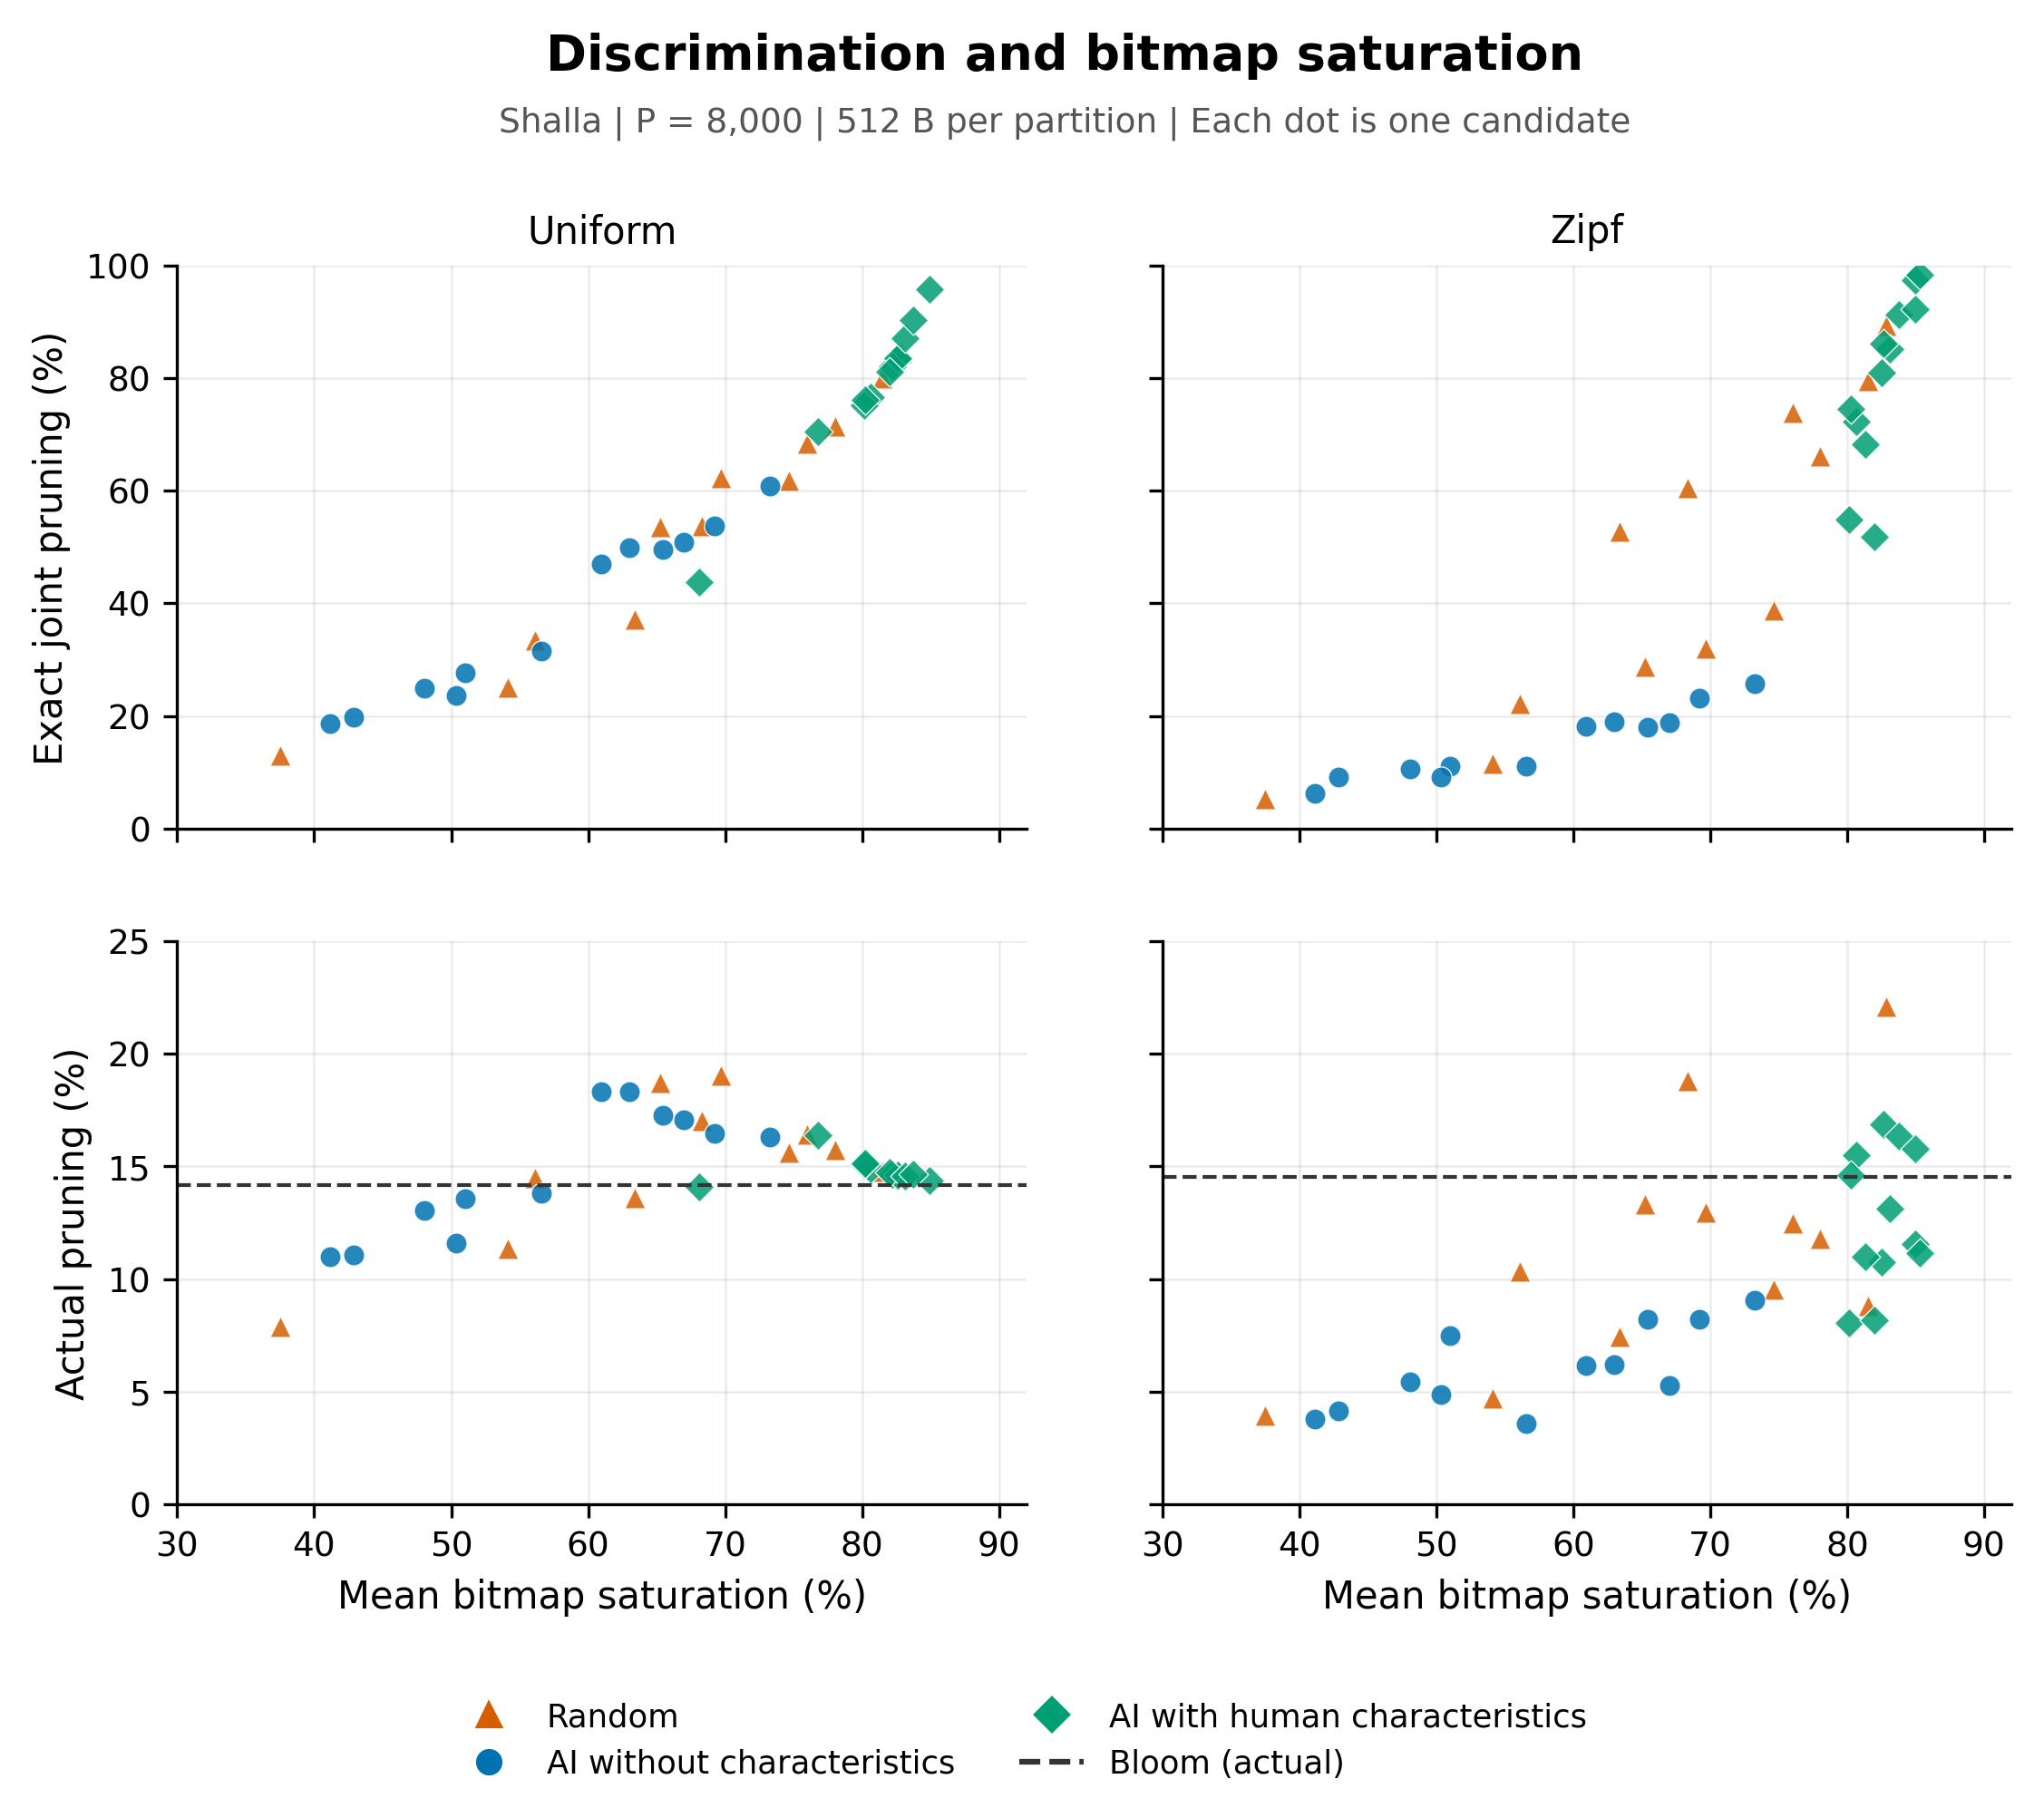 Discrimination and bitmap saturation
Shalla | P = 8,000 | 512 B per partition | Each dot is one candidate
Uniform
Zipf
Exact joint pruning (%)
100
80
60
40
20
0
Actual pruning (%)
25
20
15
10
5
0
30 40 50 60 70 80 90
30 40 50 60 70 80 90
Mean bitmap saturation (%)
Mean bitmap saturation (%)
Random
AI without characteristics
AI with human characteristics
Bloom (actual)